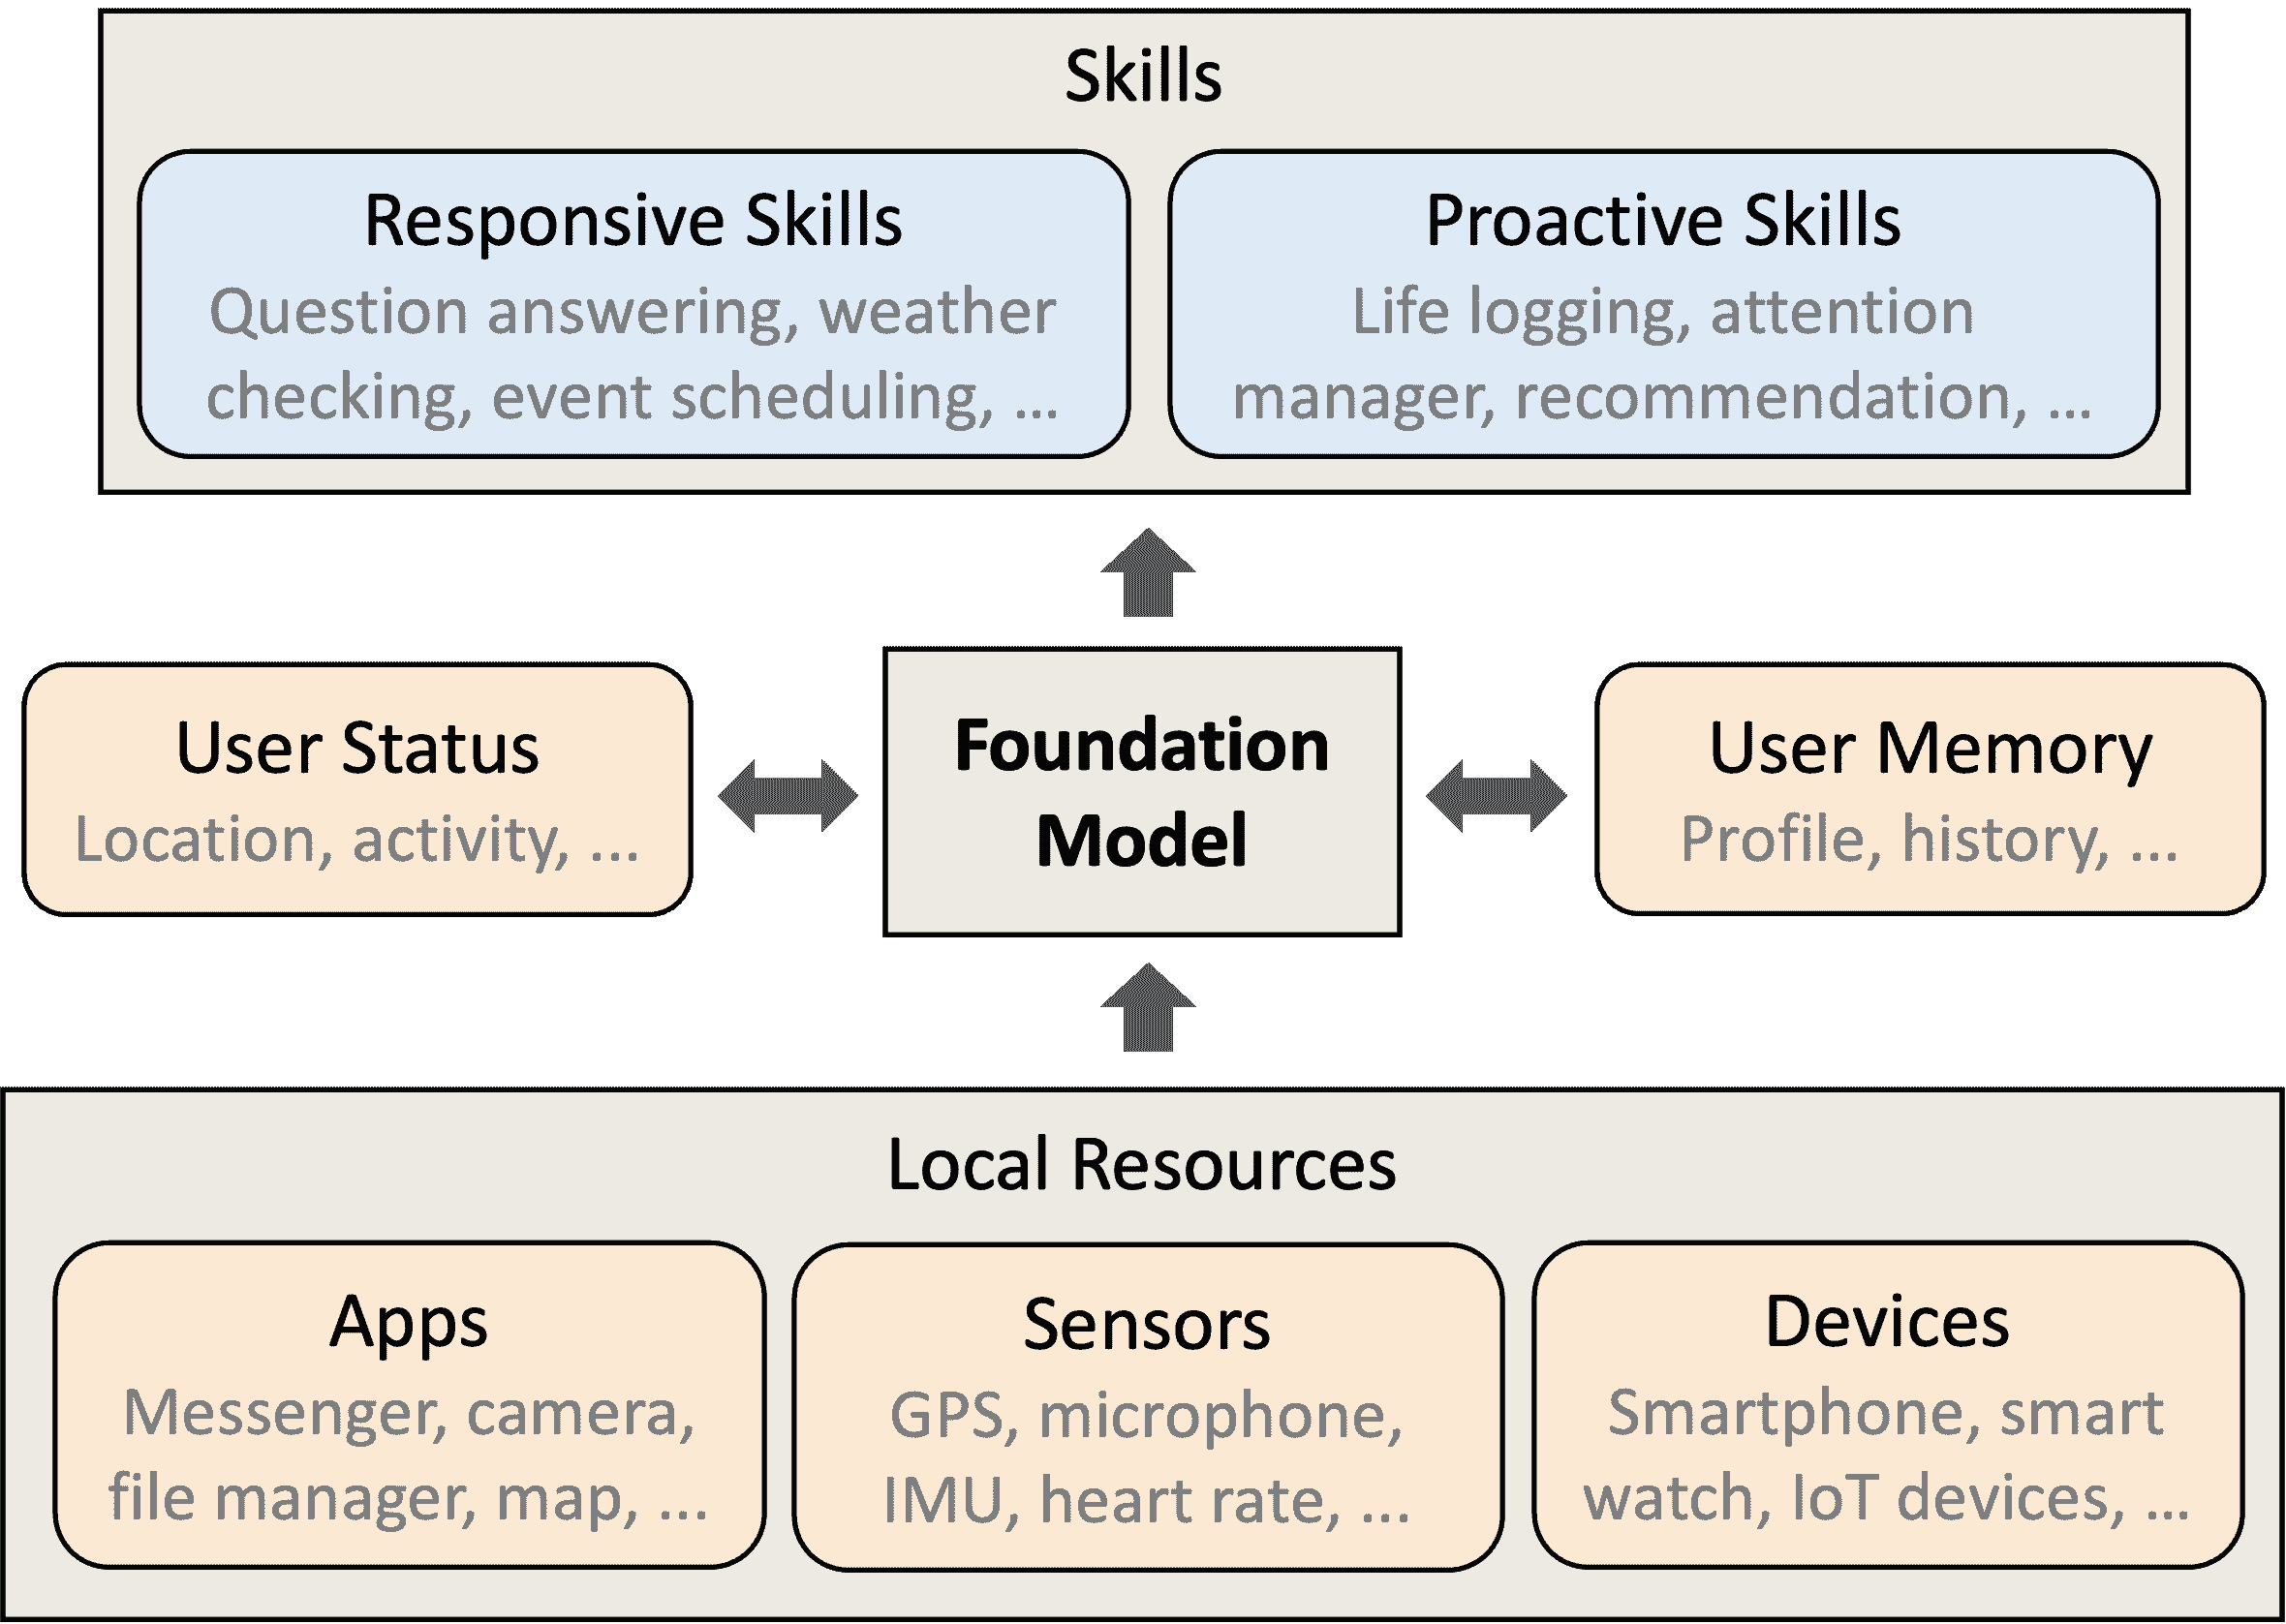 Skills
Responsive Skills
Question answering, weather
checking, event scheduling, ...
Proactive Skills
Life logging, attention
manager, recommendation, ...
User Status
Location, activity, ...
Foundation
Model
User Memory
Profile, history, ...
Local Resources
Apps
Messenger, camera,
file manager, map, ...
Sensors
GPS, microphone,
IMU, heart rate, ...
Devices
Smartphone, smart
watch, IoT devices, ...